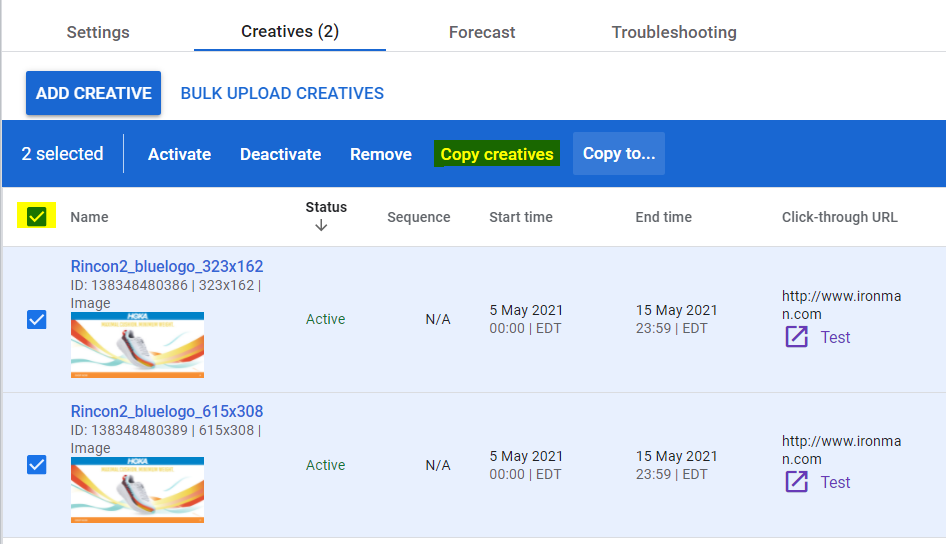 Settings Creatives (2) Forecast Troubleshooting
ADD CREATIVE BULK UPLOAD CREATIVES
2 selected Activate Deactivate Remove Copy creatives Copy to...
Name Status Sequence Start time End time Click-through URL
Rincon2_bluelogo_323x162
ID: 138348480386 | 323x162 |
Image
HOKA
Active N/A
5 May 2021
00:00 | EDT
15 May 2021
23:59 | EDT
http://www.ironma
n.com
Test
Rincon2_bluelogo_615x308
ID: 138348480389 | 615x308 |
Image
HOKA
Active N/A
5 May 2021
00:00 | EDT
15 May 2021
23:59 | EDT
http://www.ironma
n.com
Test